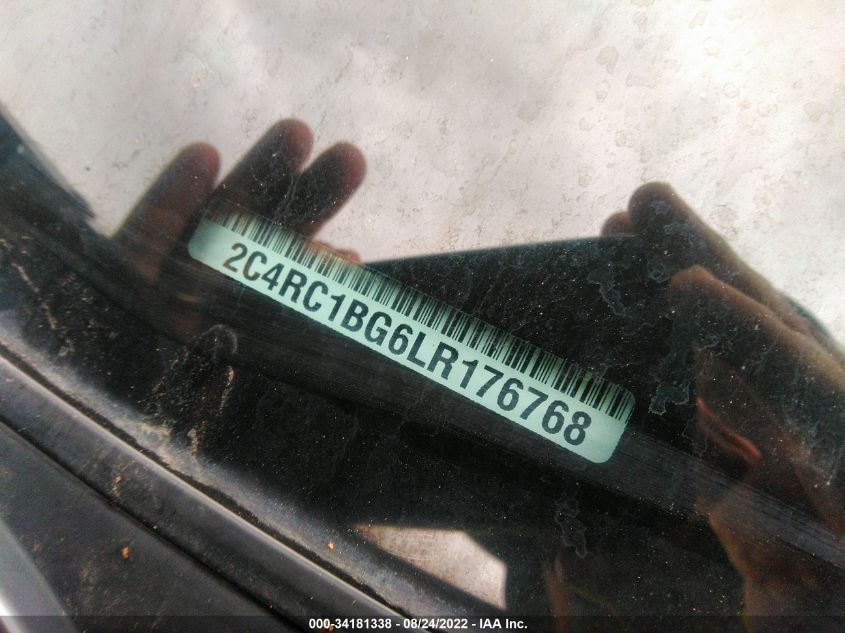 2C4RC1BG6LR176768
000-34181338 - 08/24/2022 - IAA Inc.